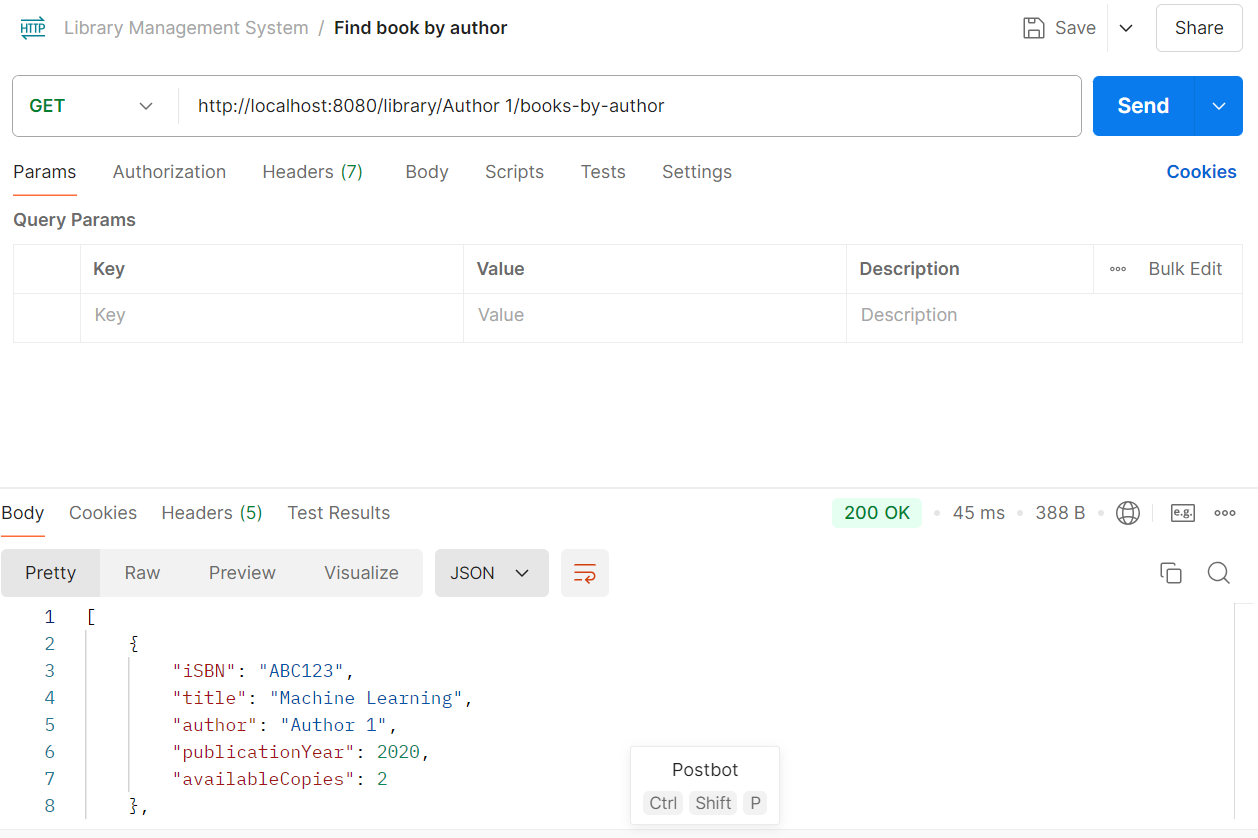 HTTP Library Management System / Find book by author Save Share
GET http://localhost:8080/library/Author 1/books-by-author Send
Params Authorization Headers (7) Body Scripts Tests Settings Cookies
Query Params
Key Value Description Bulk Edit
Key Value Description
Body Cookies Headers (5) Test Results 200 OK 45 ms 388 B e.g.
Pretty Raw Preview Visualize JSON
1 [
2 {
3 "iSBN": "ABC123",
4 "title": "Machine Learning",
5 "author": "Author 1",
6 "publicationYear": 2020,
7 "availableCopies": 2
8 },
Postbot
Ctrl Shift P